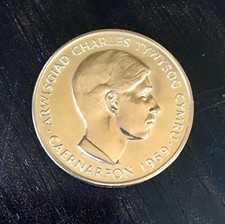 ·ARWISGIAD CHARLES TYWYSOG CYMRU·
CAERNARFON 1969